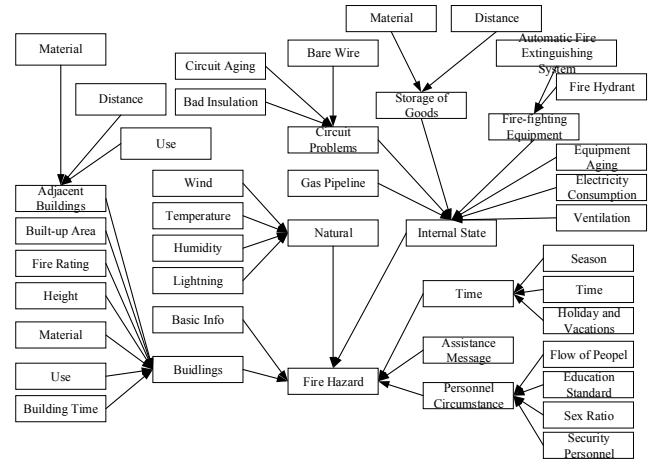 Material
Distance
Automatic Fire
Extinguishing
System
Material
Bare Wire
Circuit Aging
Fire Hydrant
Distance
Bad Insulation
Storage of
Goods
Fire-fighting
Equipment
Use
Circuit
Problems
Equipment
Aging
Wind
Gas Pipeline
Electricity
Consumption
Adjacent
Buildings
Temperature
Ventilation
Built-up Area
Natural
Internal State
Humidity
Fire Rating
Season
Lightning
Height
Time
Time
Basic Info
Holiday and
Vacations
Material
Assistance
Message
Flow of Peopel
Buidlings
Fire Hazard
Use
Education
Standard
Personnel
Circumstance
Building Time
Sex Ratio
Security
Personnel